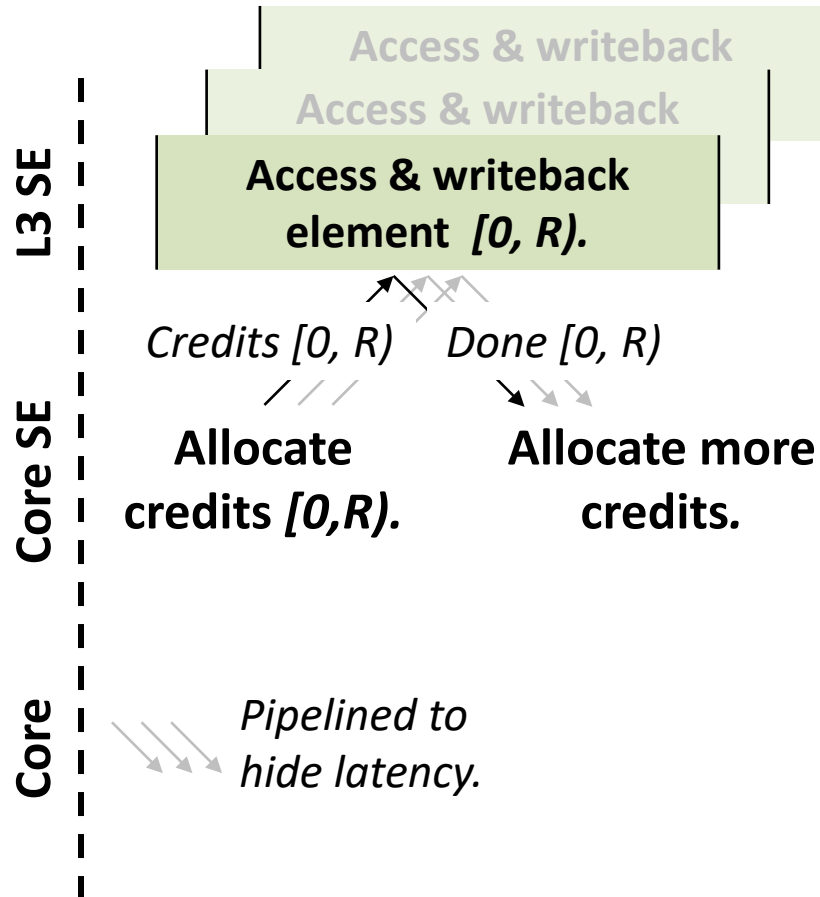 Access & writeback
Access & writeback
L3 SE
Access & writeback
element [0, R).
Credits [0, R)
Done [0, R)
Core SE
Allocate
credits [0,R).
Allocate more
credits.
Core
Pipelined to
hide latency.